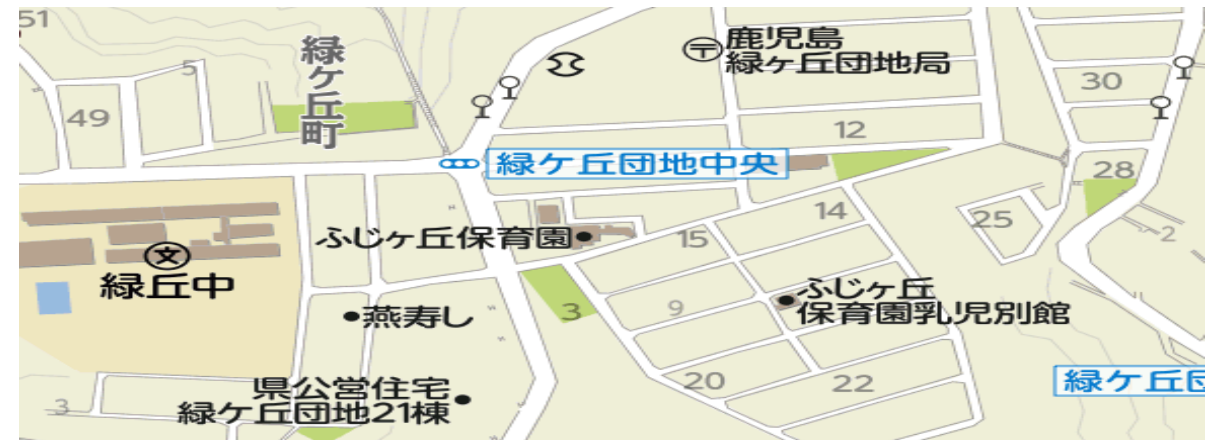 51
5
緑ケ丘町
49
鹿児島
緑ヶ丘団地局
30
12
緑ケ丘団地中央
28
14
25
2
15
ふじヶ丘保育園
緑丘中
燕寿し
3
9
ふじヶ丘
保育園乳児別館
20
22
緑ケ丘団
県公営住宅
緑ケ丘団地21棟
3